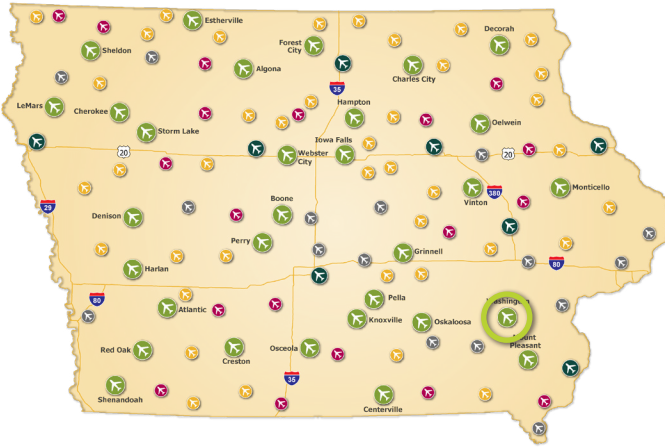 Estherville
Decorah
Forest
City
Sheldon
Algona
Charles City
35
LeMars
Cherokee
Hampton
Oelwein
Storm Lake
Iowa Falls
20
Webster
City
20
Vinton
380
Monticello
29
Denison
Boone
Perry
Grinnell
80
Harlan
80
Pella
Washington
Atlantic
Knoxville
Oskaloosa
Mount
Pleasant
Red Oak
Creston
Osceola
35
Shenandoah
Centerville